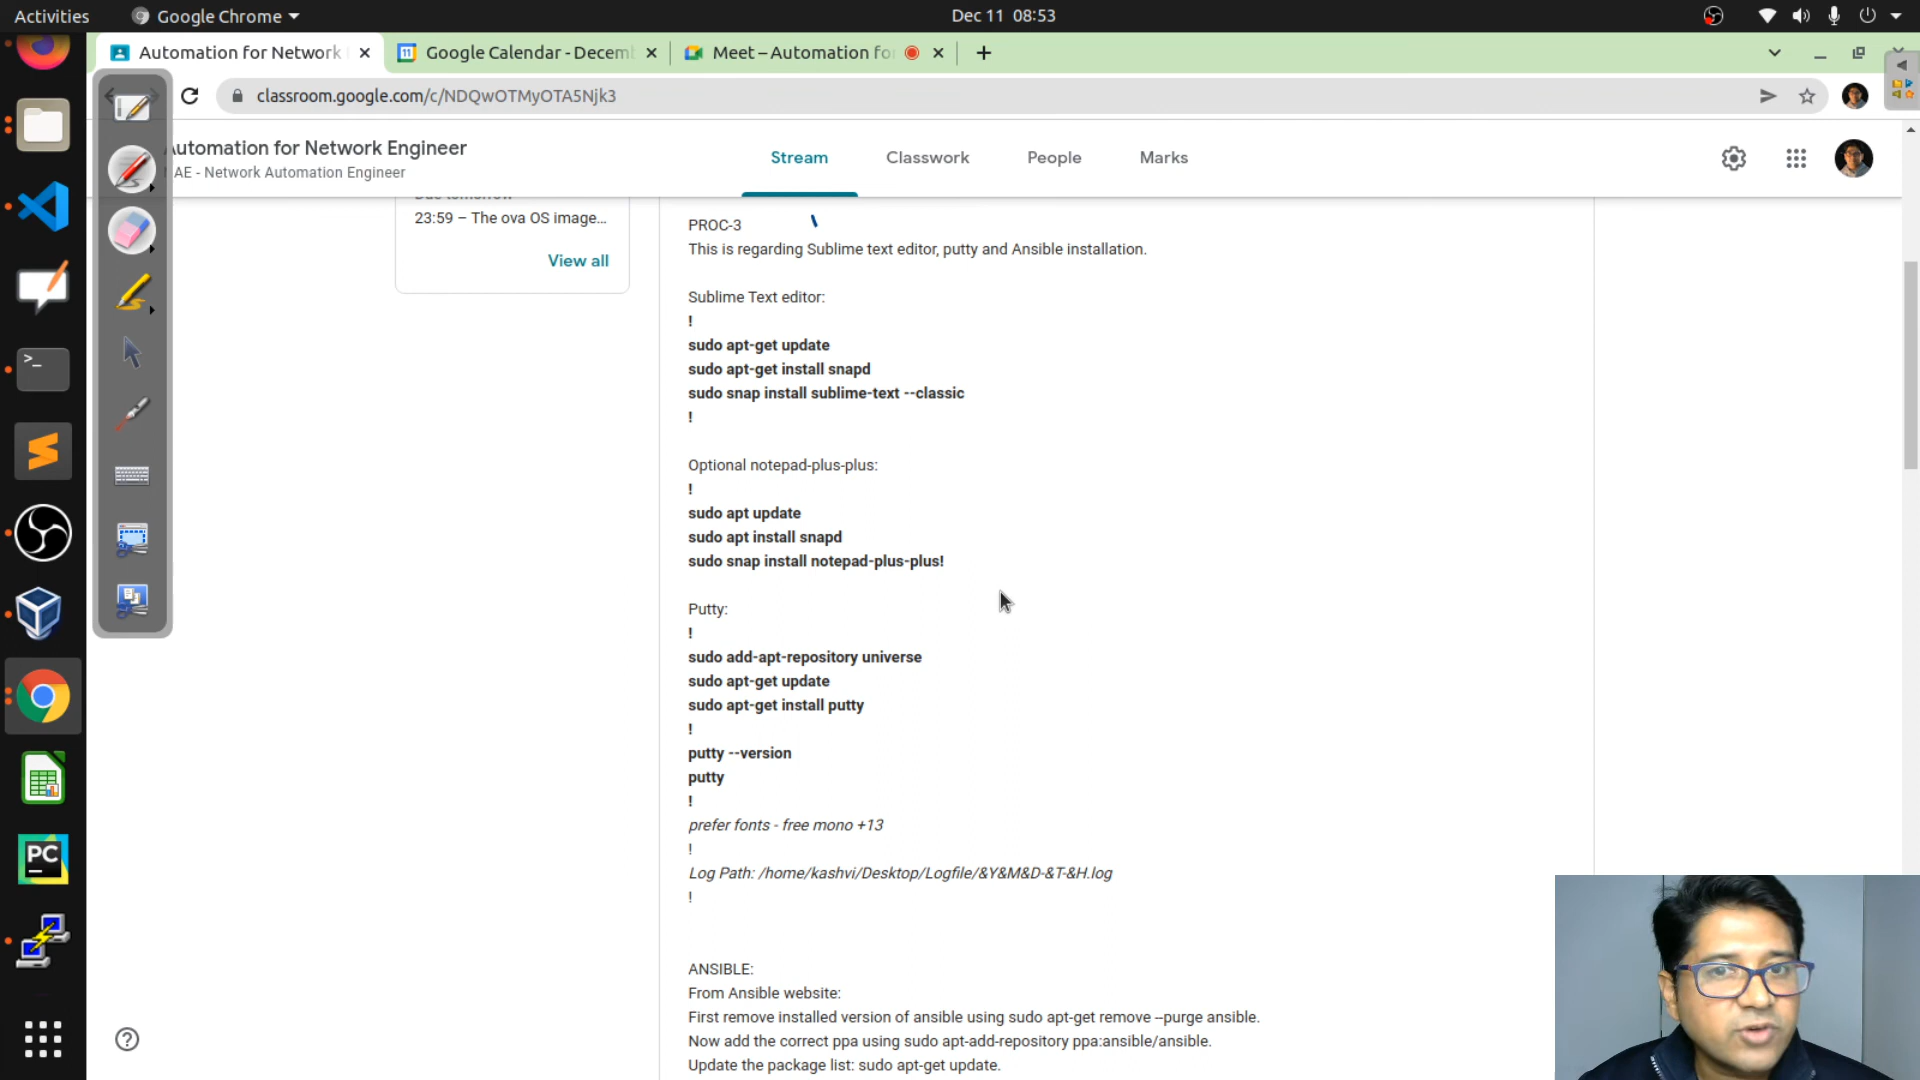 Activities
Google Chrome
Dec 11 08:53
Automation for Network
11
Google Calendar - Decem
Meet – Automation fo
classroom.google.com/c/NDQwOTMyOTA5Njk3
Automation for Network Engineer
AE - Network Automation Engineer
Stream
Classwork
People
Marks
Due tomorrow
23:59 – The ova OS image...
View all
PROC-3
This is regarding Sublime text editor, putty and Ansible installation.
Sublime Text editor:
!
sudo apt-get update
sudo apt-get install snapd
sudo snap install sublime-text --classic
!
Optional notepad-plus-plus:
!
sudo apt update
sudo apt install snapd
sudo snap install notepad-plus-plus!
Putty:
!
sudo add-apt-repository universe
sudo apt-get update
sudo apt-get install putty
!
putty --version
putty
!
prefer fonts - free mono +13
!
Log Path: /home/kashvi/Desktop/Logfile/&Y&M&D-&T-&H.log
!
ANSIBLE:
From Ansible website:
First remove installed version of ansible using sudo apt-get remove –purge ansible.
Now add the correct ppa using sudo apt-add-repository ppa:ansible/ansible.
Update the package list: sudo apt-get update.
PC